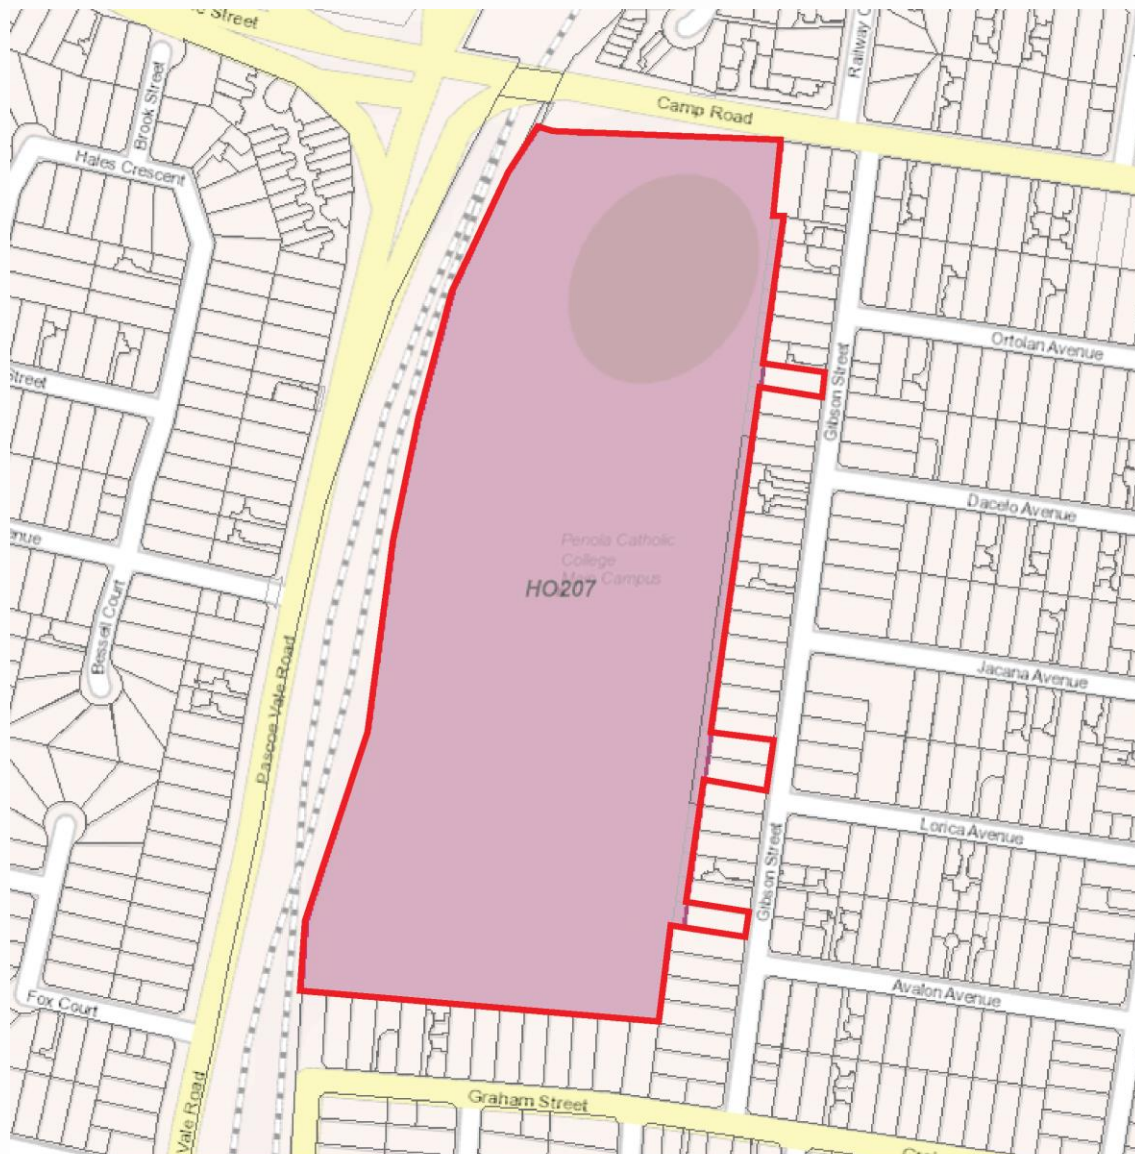 Street
Camp Road
Railway
Brook Street
Hales Crescent
Street
Ortolan Avenue
Gibson Street
Dacelo Avenue
Penola Catholic
College
Main Campus
HO207
Bessell Court
Pascoe Vale Road
Jacana Avenue
Lorica Avenue
Gibson Street
Avalon Avenue
Fox Court
Vale Road
Graham Street